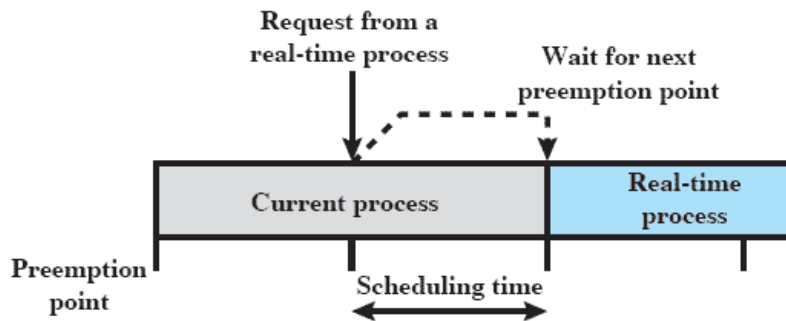 Request from a
real-time process
Wait for next
preemption point
Current process
Real-time
process
Preemption
point
Scheduling time